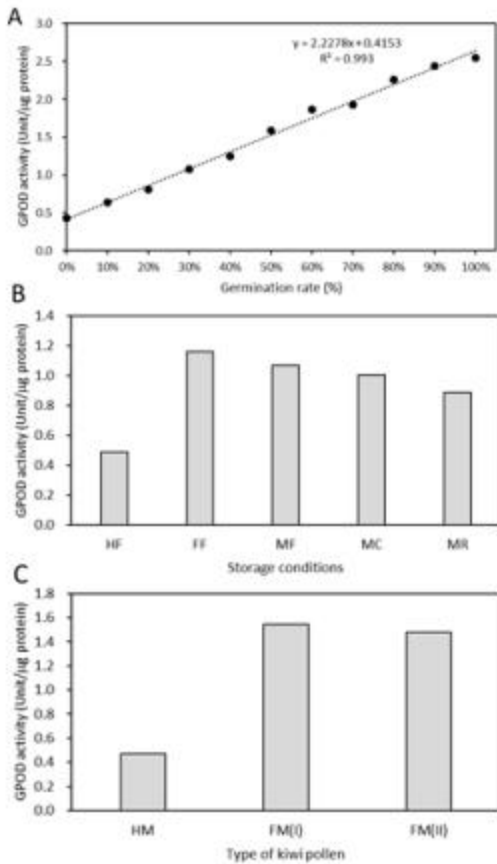 A
y = 2.2278x + 0.4153
R² = 0.993
GPOD activity (Unit/μg protein)
3.0
2.5
2.0
1.5
1.0
0.5
0.0
0% 10% 20% 30% 40% 50% 60% 70% 80% 90% 100%
Germination rate (%)
B
GPOD activity (Unit/μg protein)
1.4
1.2
1.0
0.8
0.6
0.4
0.2
0.0
HF FF MF MC MR
Storage conditions
C
GPOD activity (Unit/μg protein)
1.8
1.6
1.4
1.2
1.0
0.8
0.6
0.4
0.2
0.0
HM FM(I) FM(II)
Type of kiwi pollen